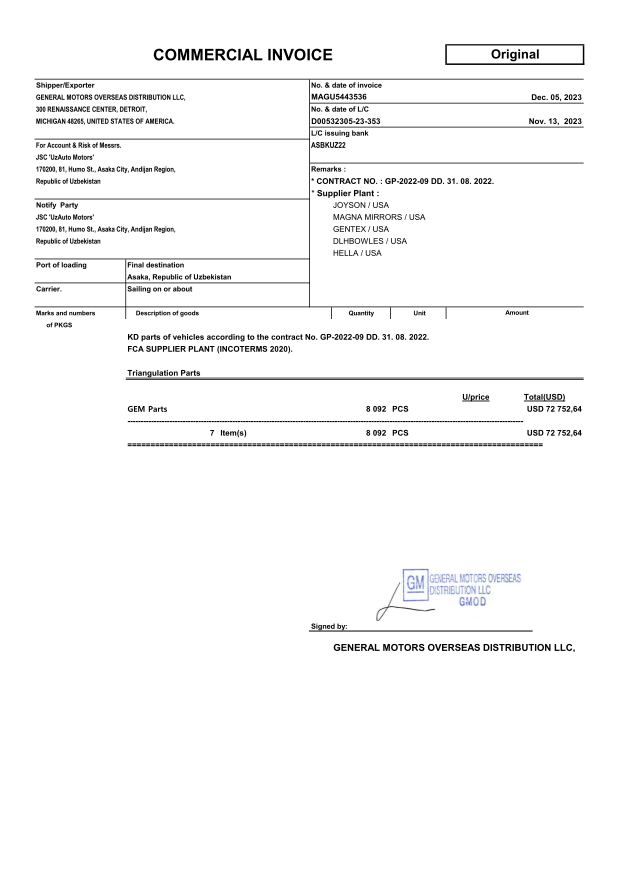 COMMERCIAL INVOICE
Original
Shipper/Exporter
GENERAL MOTORS OVERSEAS DISTRIBUTION LLC,
300 RENAISSANCE CENTER, DETROIT,
MICHIGAN 48265, UNITED STATES OF AMERICA.
No. & date of invoice
MAGU5443536 Dec. 05, 2023
No. & date of L/C
D00532305-23-353 Nov. 13, 2023
L/C issuing bank
ASBKUZ22
For Account & Risk of Messrs.
JSC 'UzAuto Motors'
170200, 81, Humo St., Asaka City, Andijan Region,
Republic of Uzbekistan
Remarks :
* CONTRACT NO. : GP-2022-09 DD. 31. 08. 2022.
* Supplier Plant :
JOYSON / USA
MAGNA MIRRORS / USA
GENTEX / USA
DLHBOWLES / USA
HELLA / USA
Notify Party
JSC 'UzAuto Motors'
170200, 81, Humo St., Asaka City, Andijan Region,
Republic of Uzbekistan
Port of loading
Final destination
Asaka, Republic of Uzbekistan
Carrier.
Sailing on or about
Marks and numbers Description of goods Quantity Unit Amount
of PKGS
KD parts of vehicles according to the contract No. GP-2022-09 DD. 31. 08. 2022.
FCA SUPPLIER PLANT (INCOTERMS 2020).
Triangulation Parts
U/price Total(USD)
GEM Parts 8 092 PCS USD 72 752,64
7 Item(s) 8 092 PCS USD 72 752,64
GM GENERAL MOTORS OVERSEAS
DISTRIBUTION LLC
GMOD
Signed by:
GENERAL MOTORS OVERSEAS DISTRIBUTION LLC,